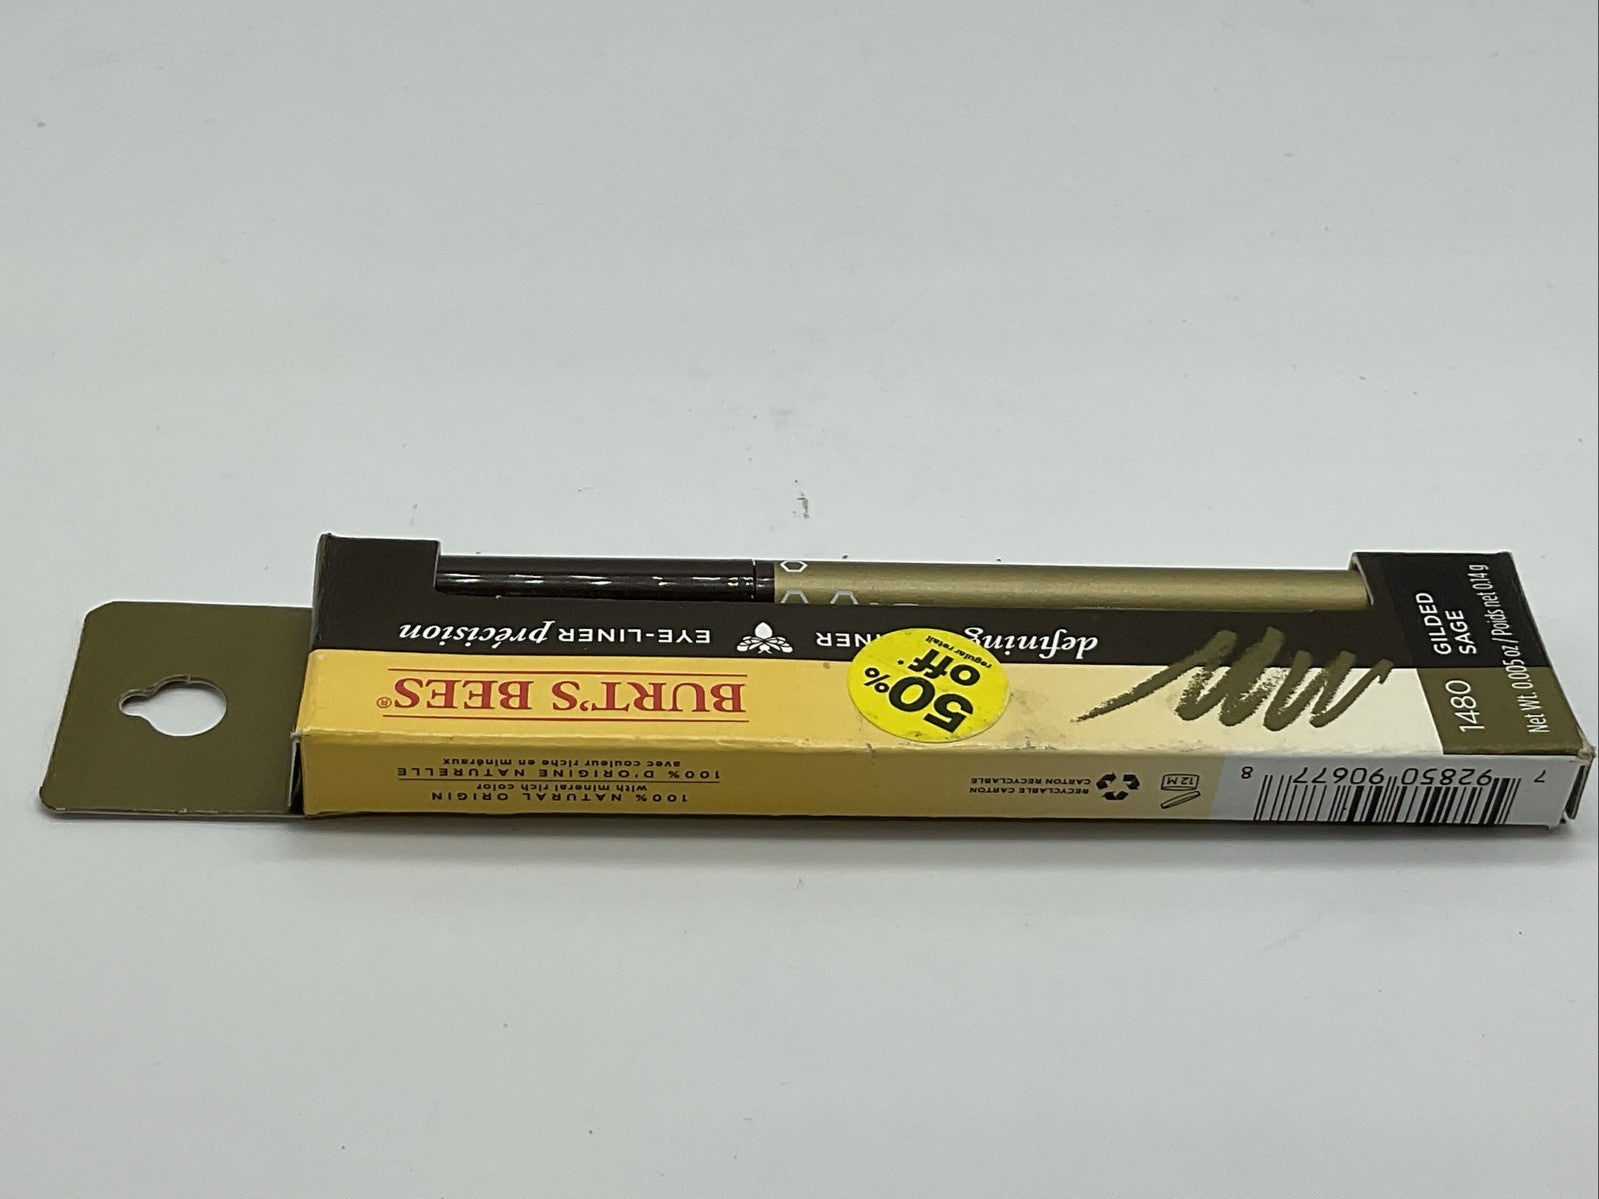 BURT'S BEES®
defining
EYE-LINER précision
50%
off*
regular retail
GILDED
SAGE
1480
Net Wt. 0.005 oz / Poids net 0.14 g
100% NATURAL ORIGIN
with mineral rich color
100% D'ORIGINE NATURELLE
avec couleur riche en minéraux
12 M
RECYCLABLE CARTON
CARTON RECYCLABLE
7 92850 90677 8